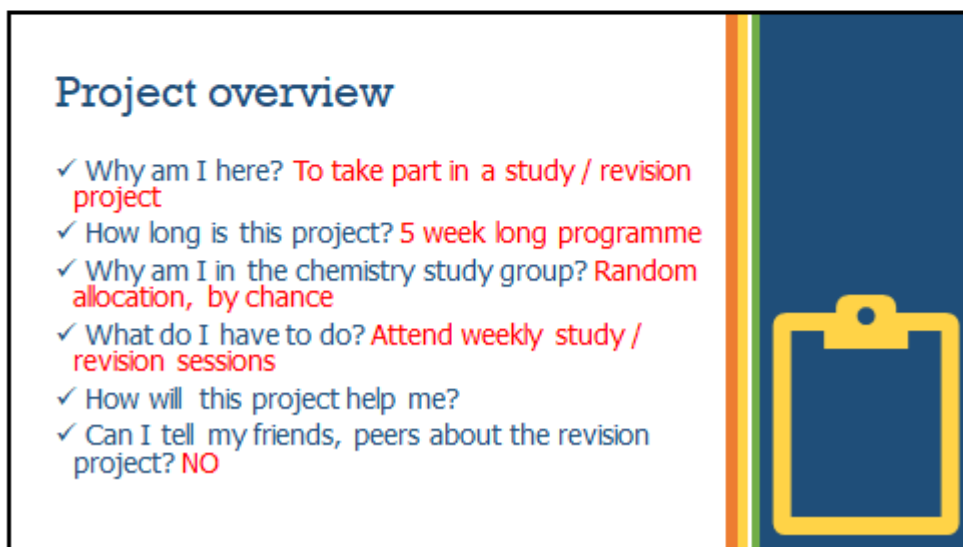 Project overview
✓ Why am I here? To take part in a study / revision
project
✓ How long is this project? 5 week long programme
✓ Why am I in the chemistry study group? Random
allocation, by chance
✓ What do I have to do? Attend weekly study /
revision sessions
✓ How will this project help me?
✓ Can I tell my friends, peers about the revision
project? NO